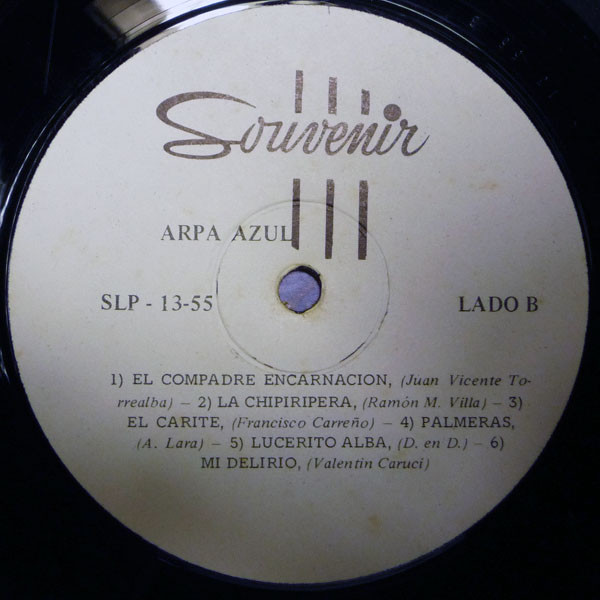 Souvenir
ARPA AZUL
SLP - 13-55
LADO B
1) EL COMPADRE ENCARNACION, (Juan Vicente To-
rrealba) – 2) LA CHIPIRIPERA, (Ramón M. Villa) – 3)
EL CARITE, (Francisco Carreño) – 4) PALMERAS,
(A. Lara) – 5) LUCERITO ALBA, (D. en D.) – 6)
MI DELIRIO, (Valentin Caruci)